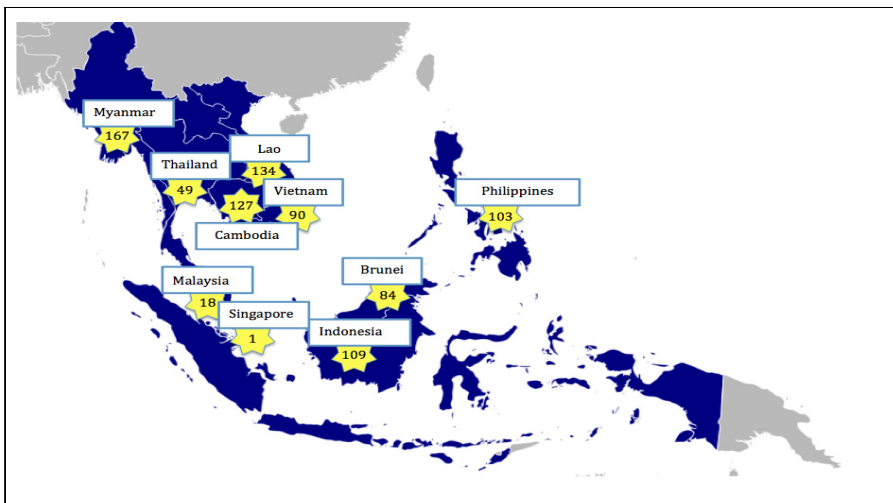 Myanmar
167
Lao
134
Thailand
49
Vietnam
90
127
Cambodia
Philippines
103
Malaysia
18
Singapore
1
Brunei
84
Indonesia
109